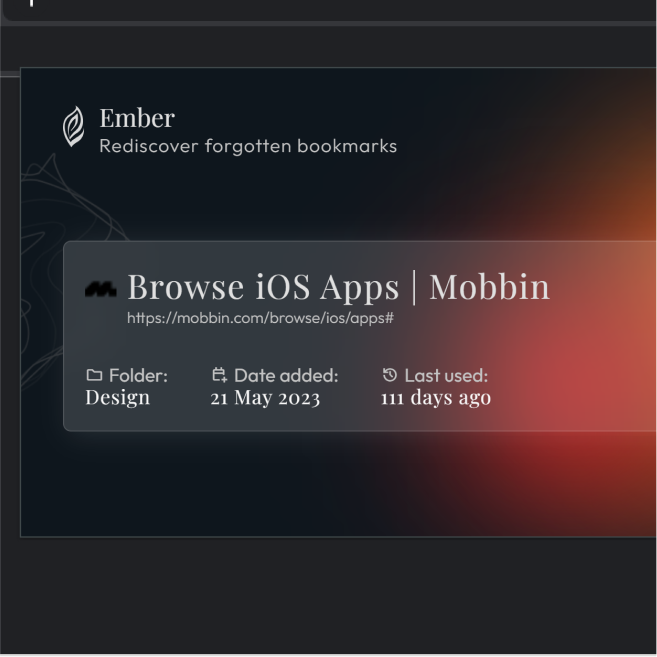 Ember
Rediscover forgotten bookmarks
Browse iOS Apps | Mobbin
https://mobbin.com/browse/ios/apps#
Folder: Date added: Last used:
Design 21 May 2023 111 days ago